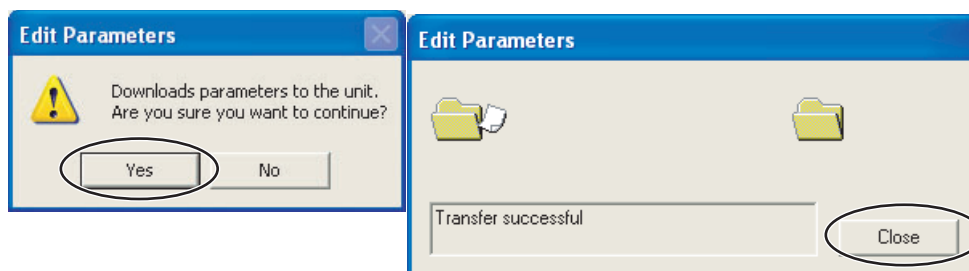 Edit Parameters
Downloads parameters to the unit.
Are you sure you want to continue?
Yes
No
Edit Parameters
Transfer successful
Close